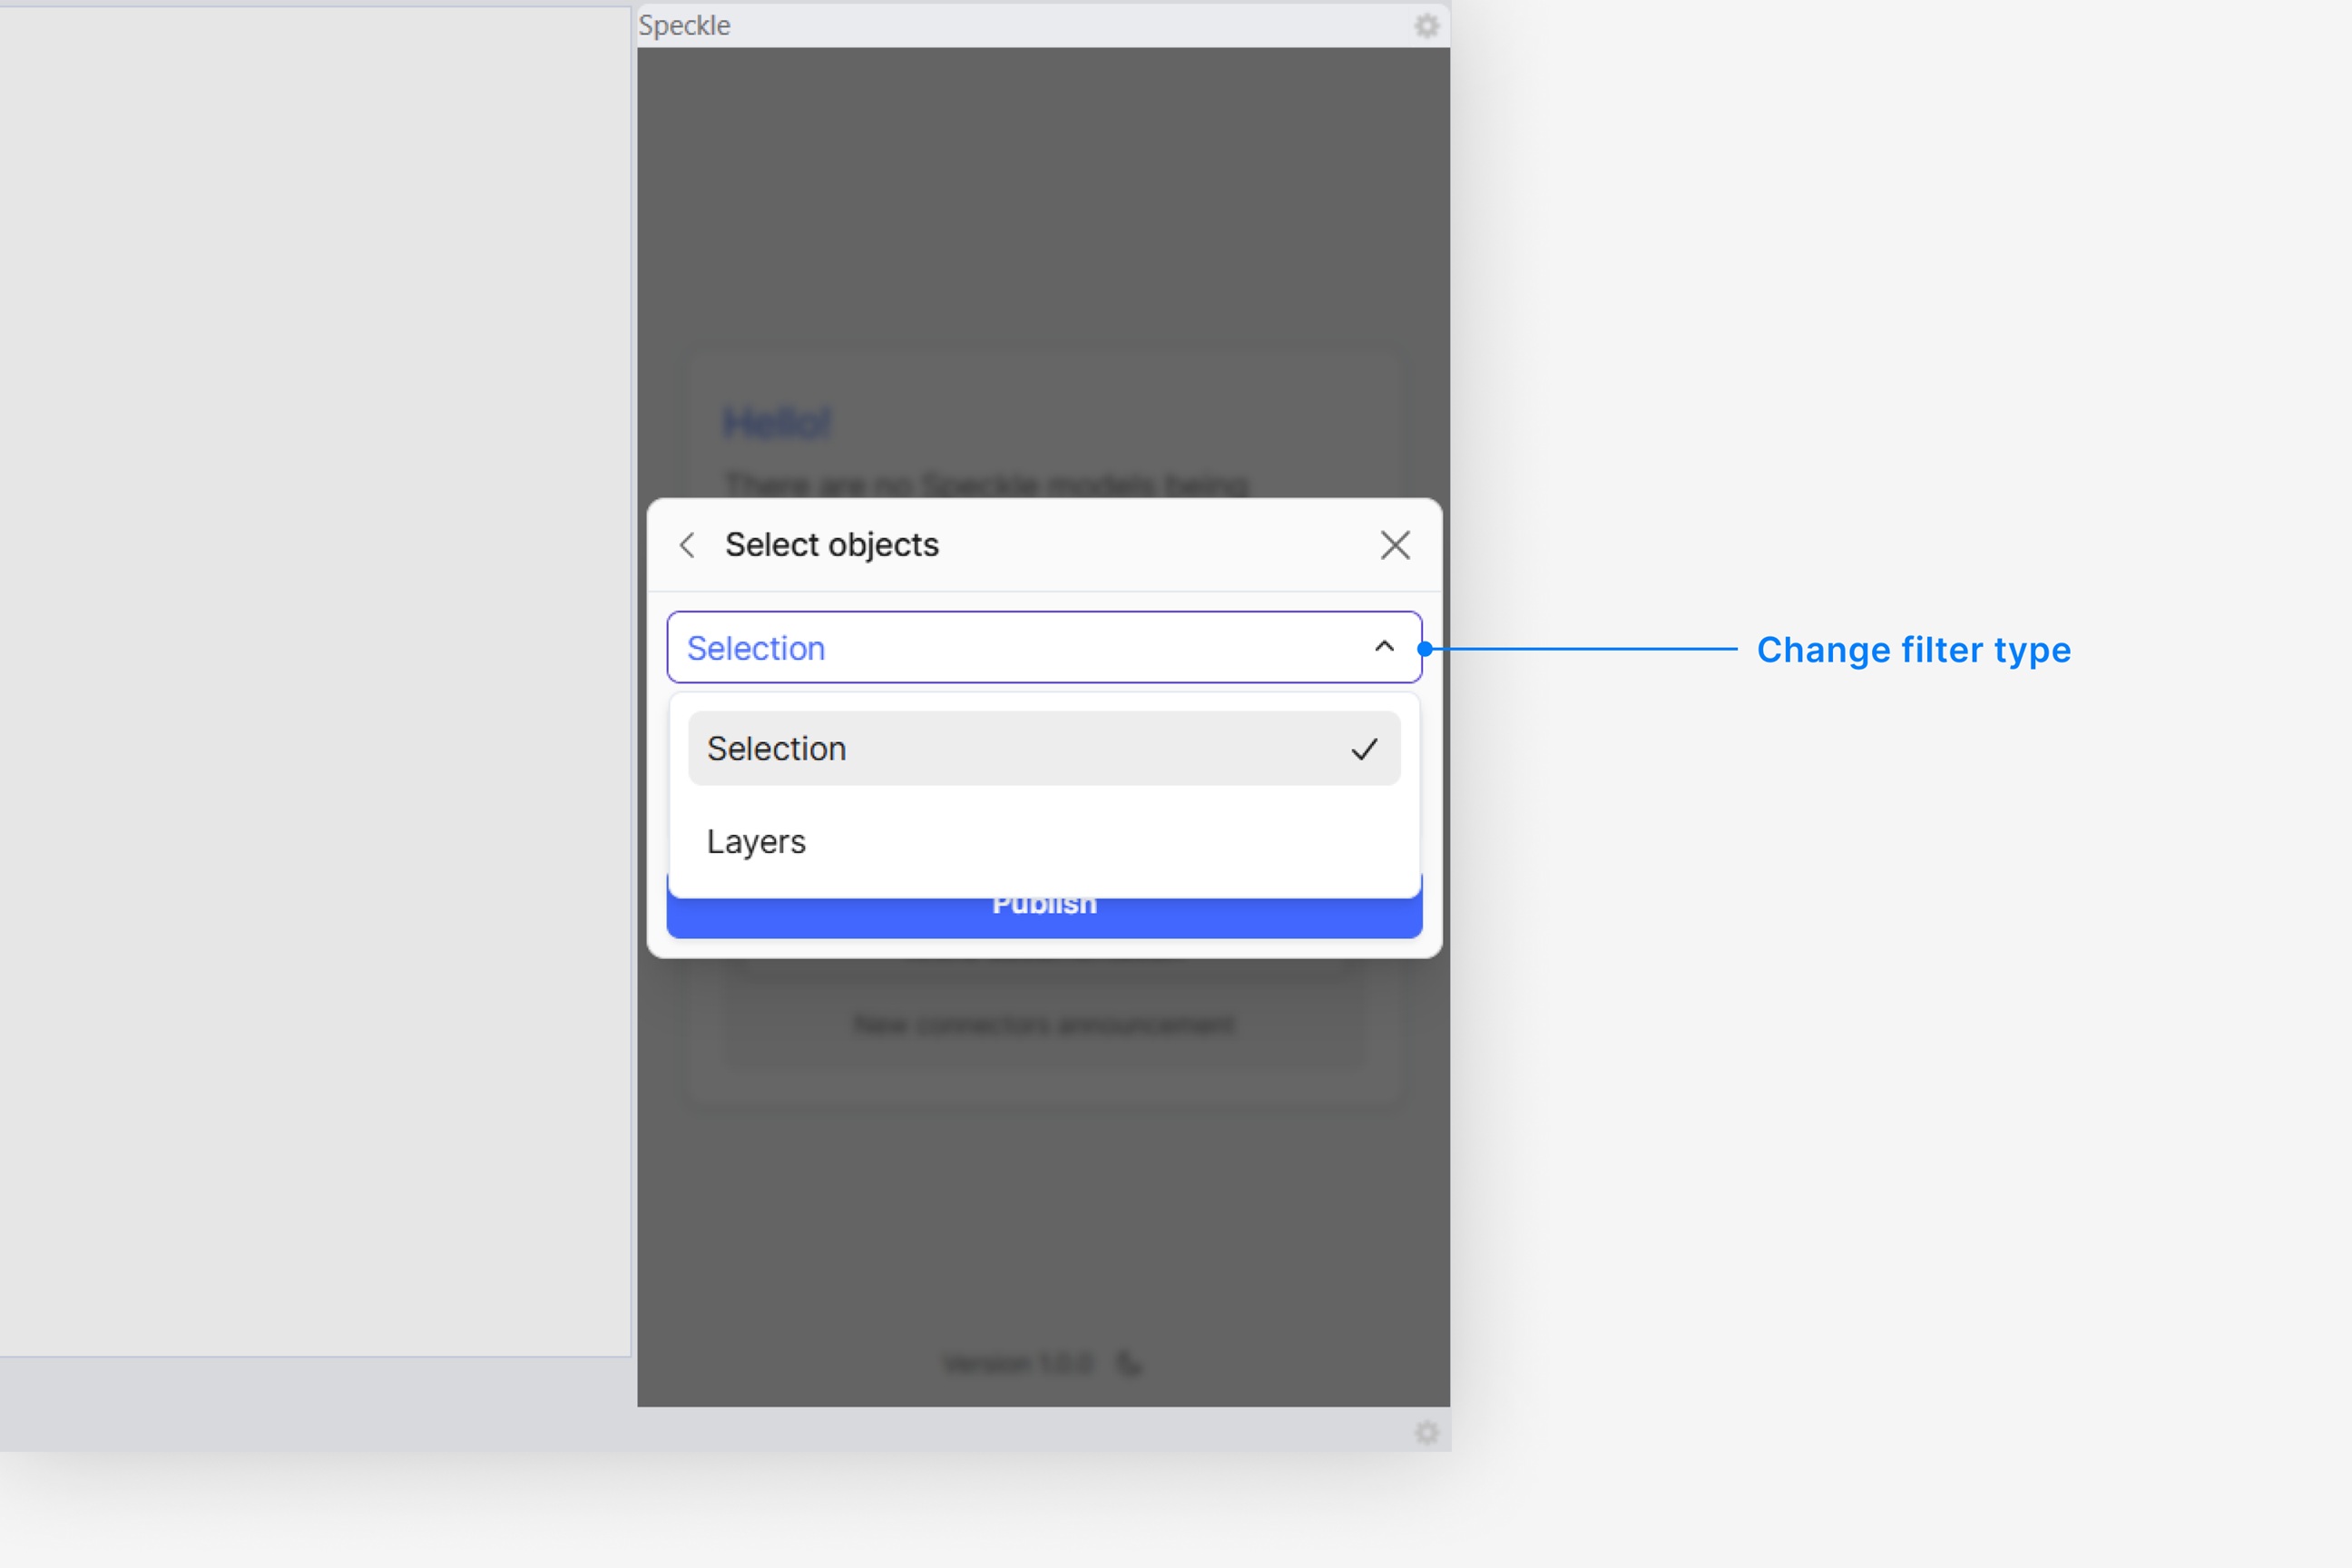 Speckle
Hello!
There are no Speckle models being
Select objects
Selection
Change filter type
Selection
Layers
Publish
New connectors announcement
Version 1.0.0